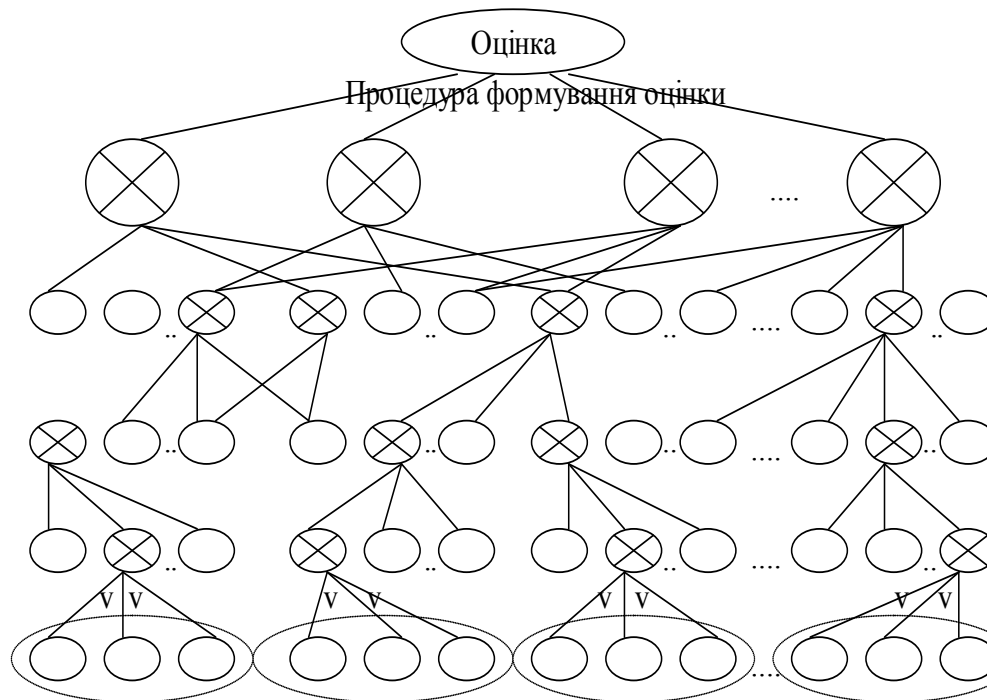 Оцінка
Процедура формування оцінки
....
.. .. .... ..
.. .. .. .... ..
.. .. .. .... ..
v v v v v v v v
....